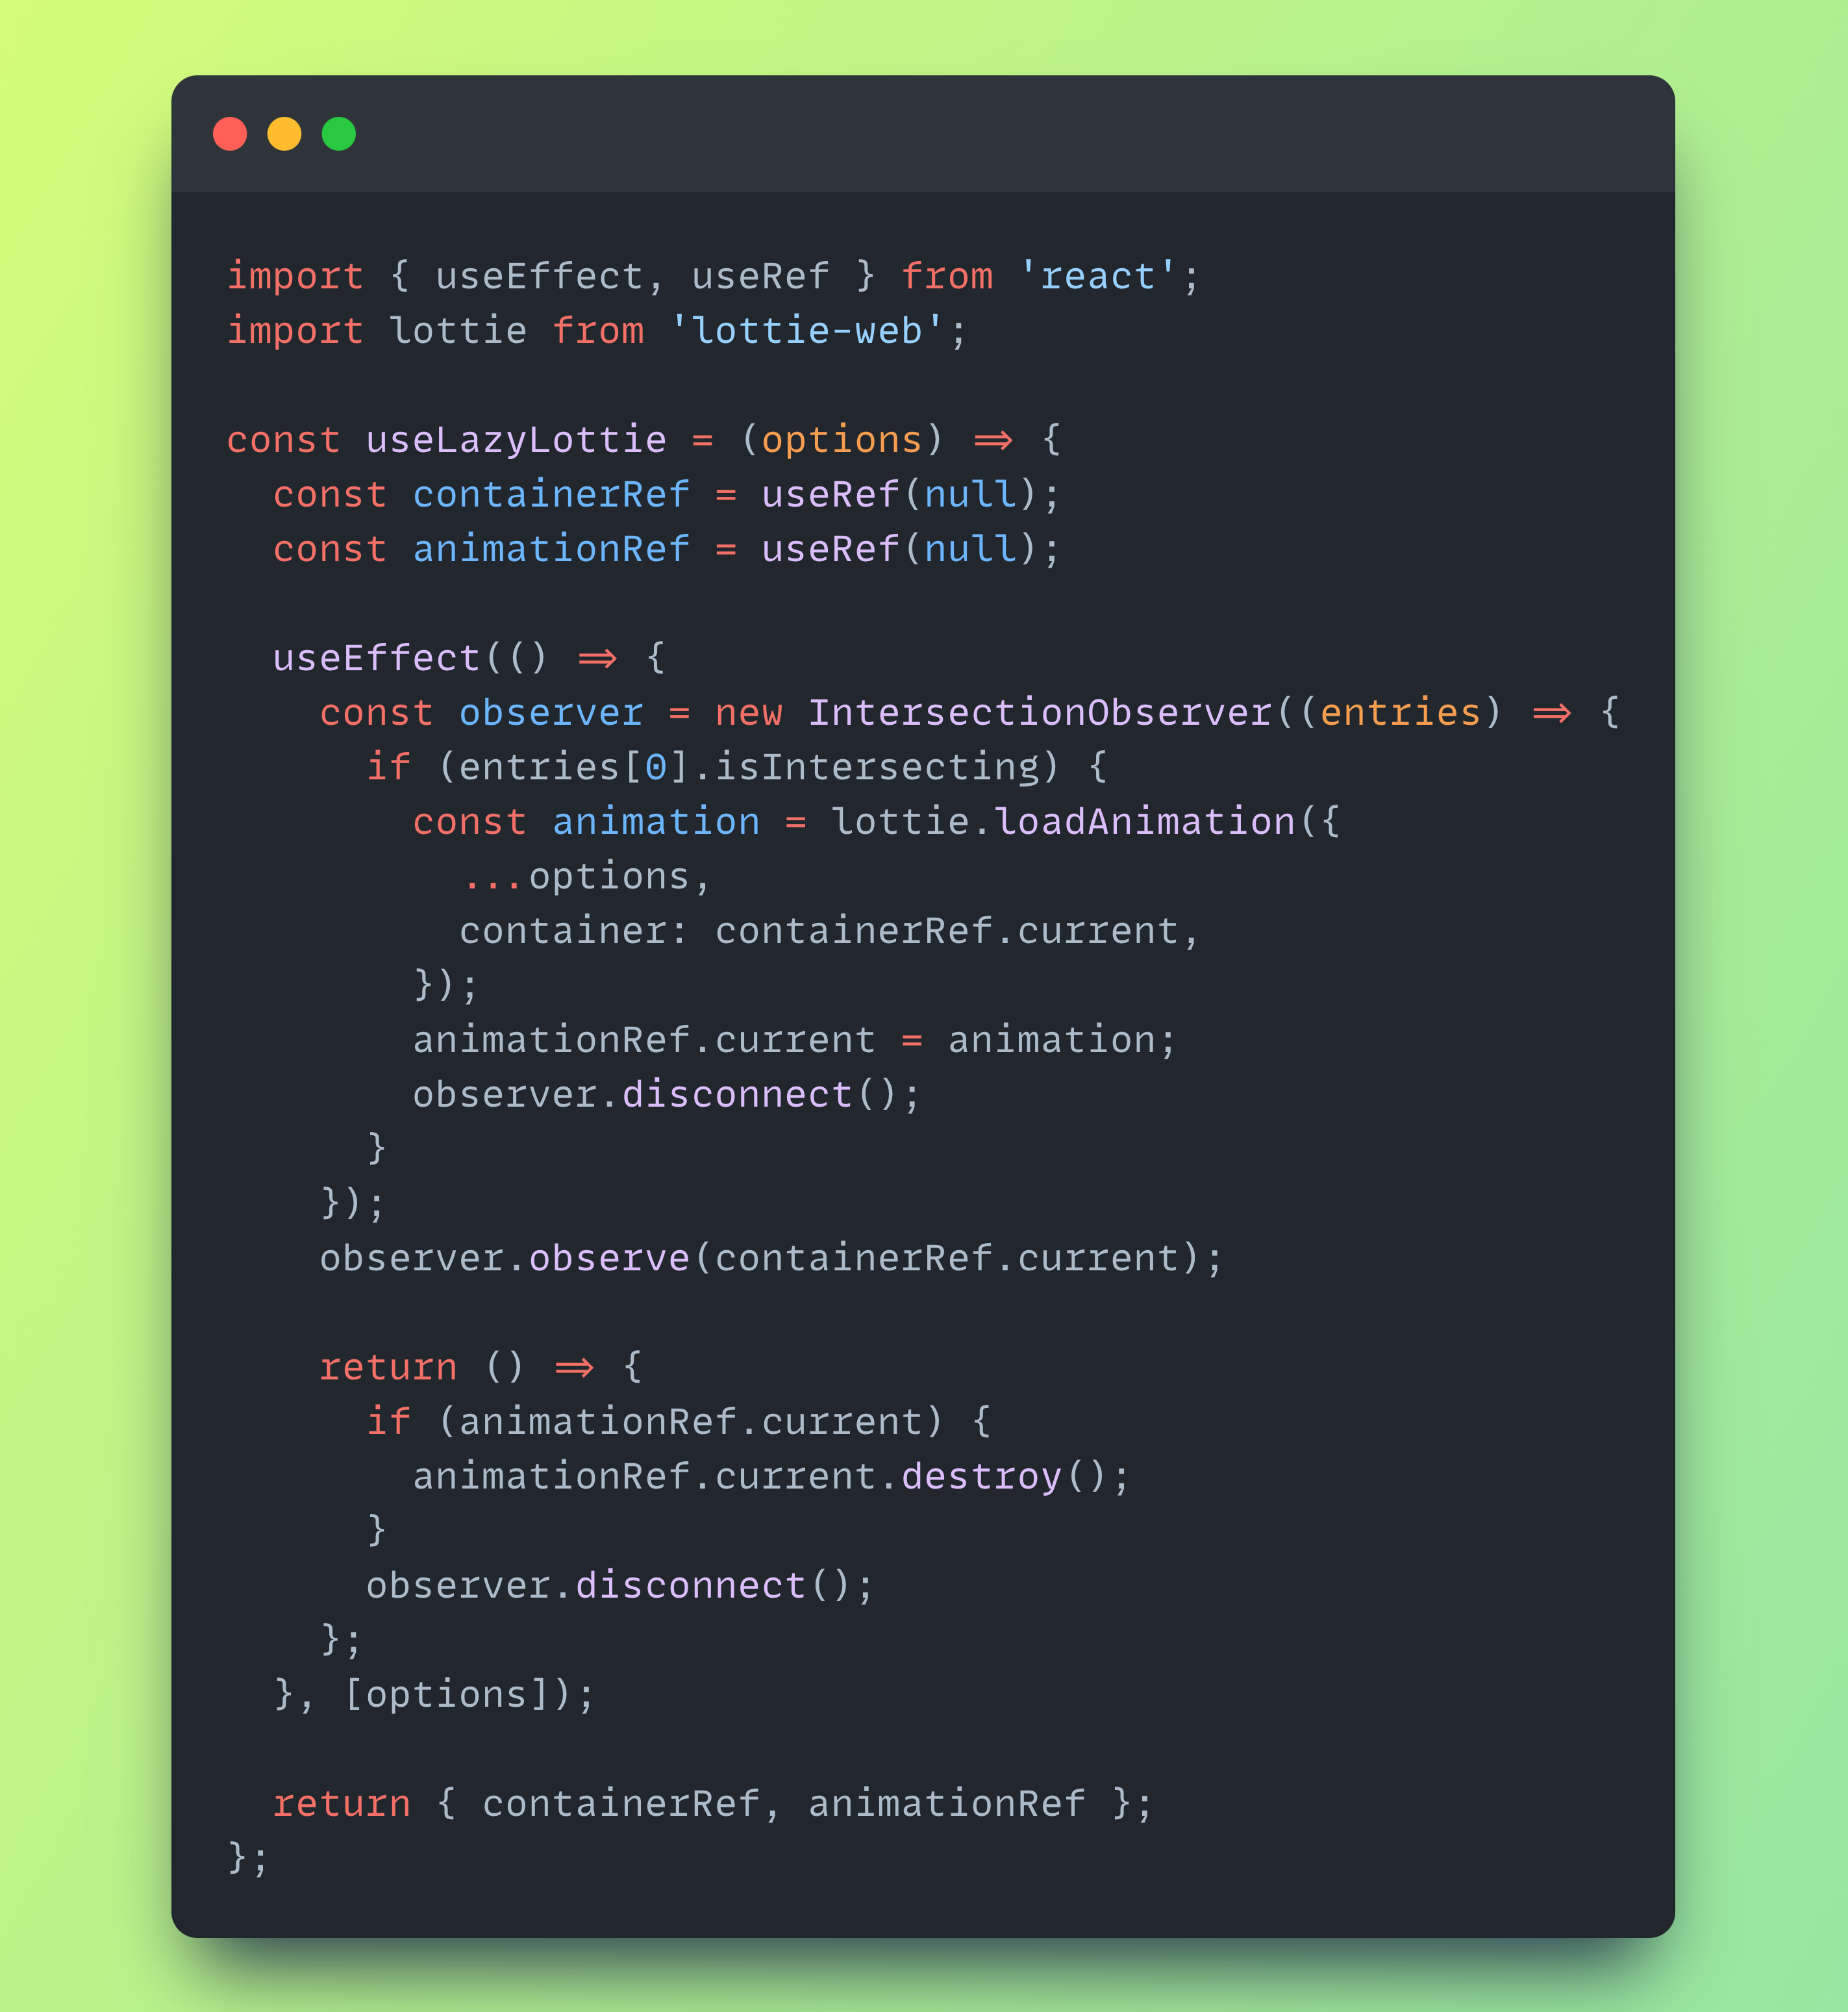 import { useEffect, useRef } from 'react';
import lottie from 'lottie-web';

const useLazyLottie = (options) => {
  const containerRef = useRef(null);
  const animationRef = useRef(null);

  useEffect(() => {
    const observer = new IntersectionObserver((entries) => {
      if (entries[0].isIntersecting) {
        const animation = lottie.loadAnimation({
          ...options,
          container: containerRef.current,
        });
        animationRef.current = animation;
        observer.disconnect();
      }
    });
    observer.observe(containerRef.current);

    return () => {
      if (animationRef.current) {
        animationRef.current.destroy();
      }
      observer.disconnect();
    };
  }, [options]);

  return { containerRef, animationRef };
};